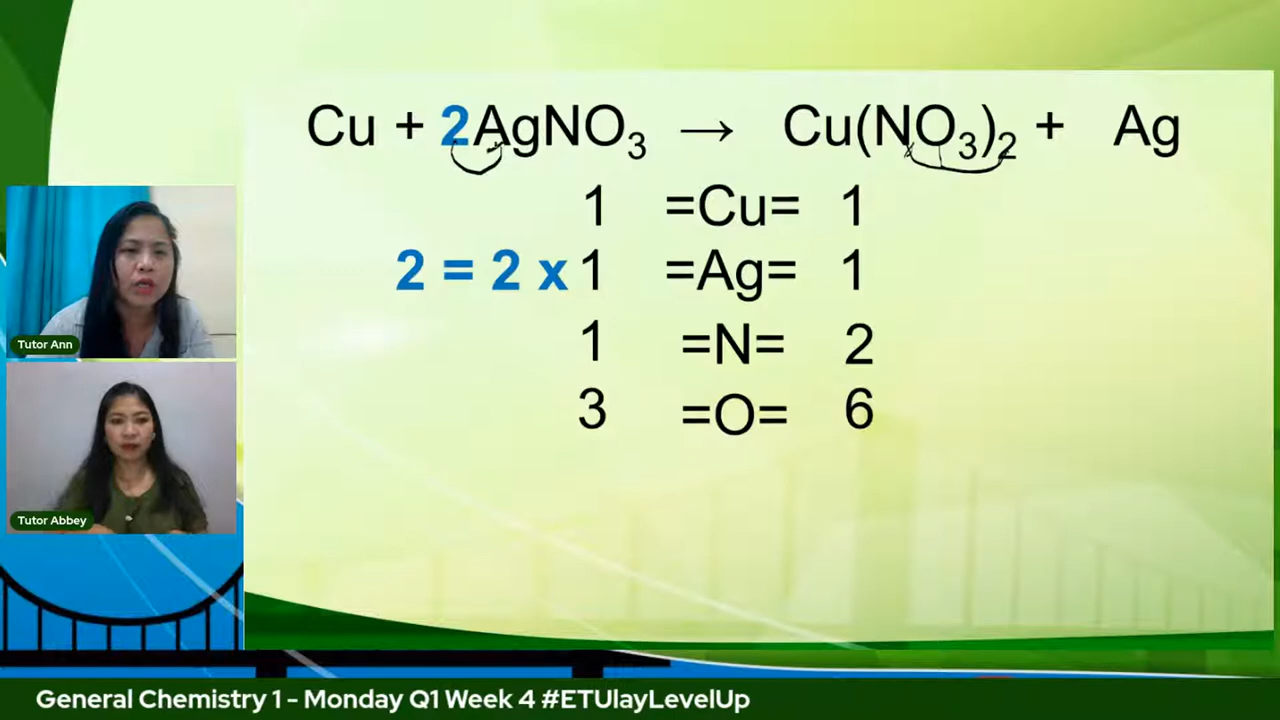 Cu + 2AgNO₃ → Cu(NO₃)₂ + Ag
1 =Cu= 1
2 = 2 x 1 =Ag= 1
1 =N= 2
3 =O= 6
Tutor Ann
Tutor Abbey
General Chemistry 1 - Monday Q1 Week 4 #ETUlayLevelUp